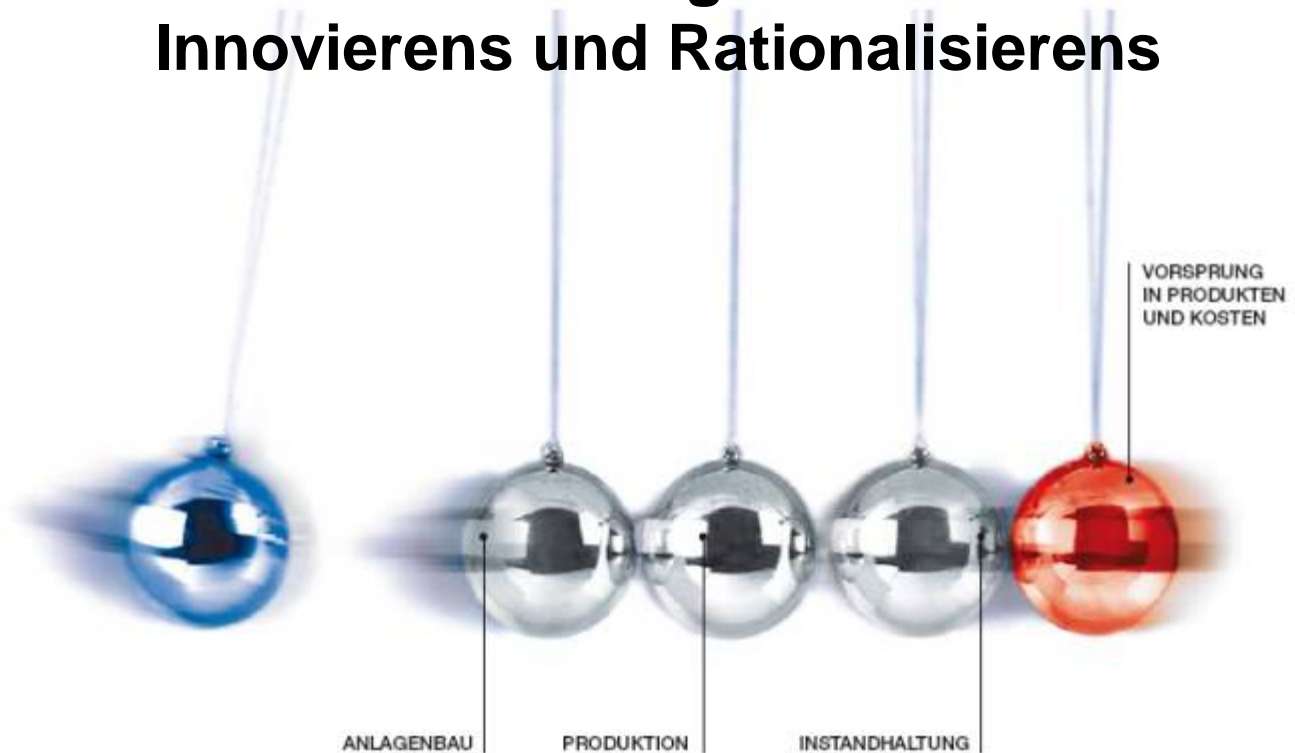 Innovierens und Rationalisierens
VORSPRUNG
IN PRODUKTEN
UND KOSTEN
ANLAGENBAU
PRODUKTION
INSTANDHALTUNG